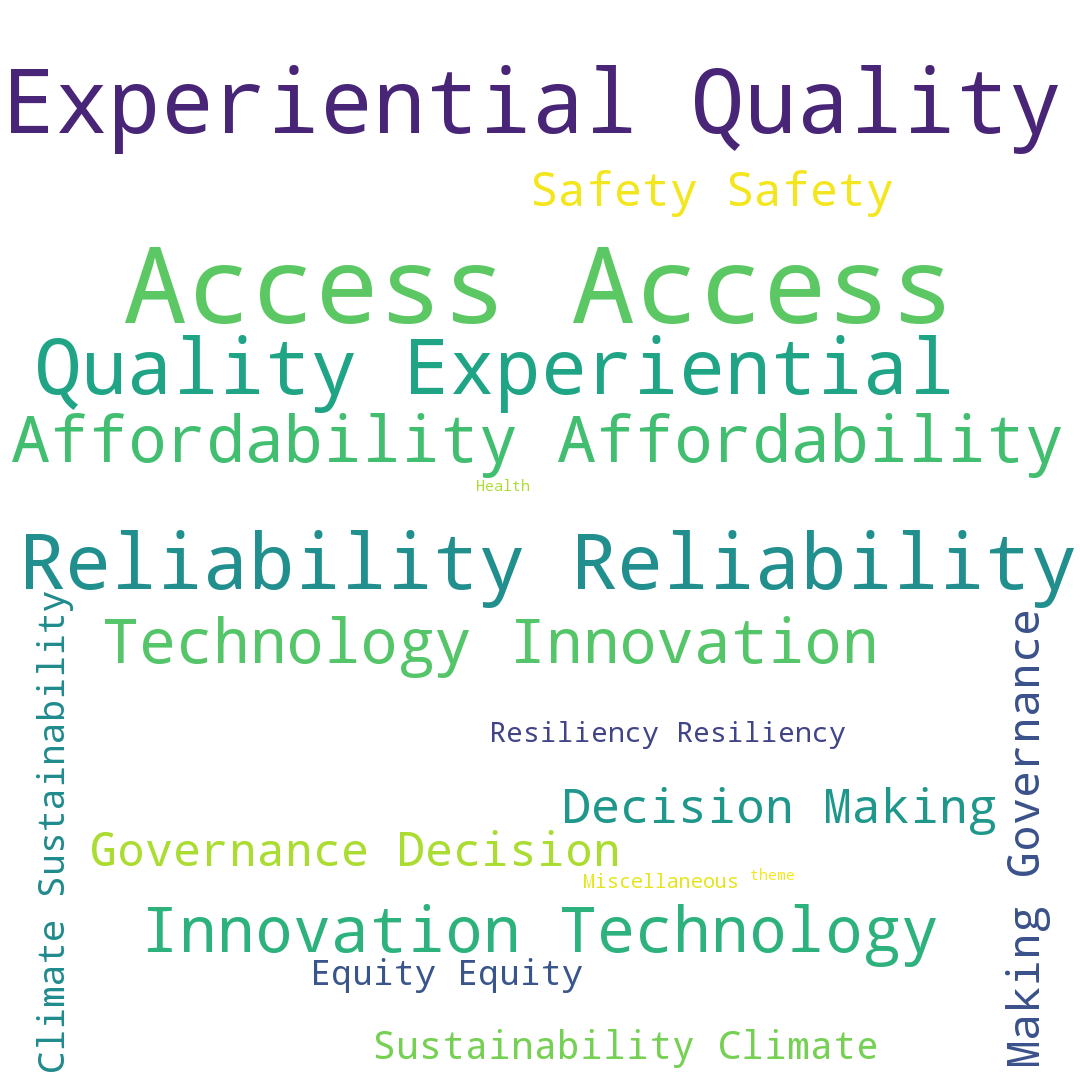 Experiential Quality
Safety Safety
Access Access
Quality Experiential
Affordability Affordability
Health
Reliability Reliability
Climate Sustainability
Technology Innovation
Making Governance
Resiliency Resiliency
Decision Making
Governance Decision
Miscellaneous
theme
Innovation Technology
Equity Equity
Sustainability Climate